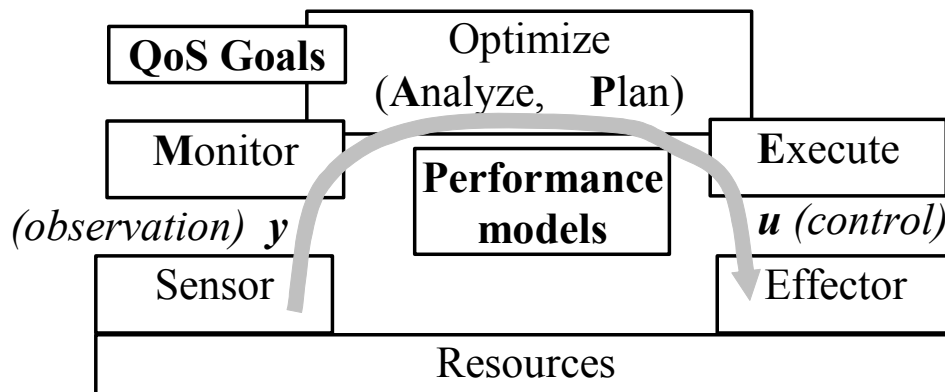 QoS Goals
Optimize
(Analyze, Plan)
Monitor
Execute
Performance
models
(observation) y
u (control)
Sensor
Effector
Resources